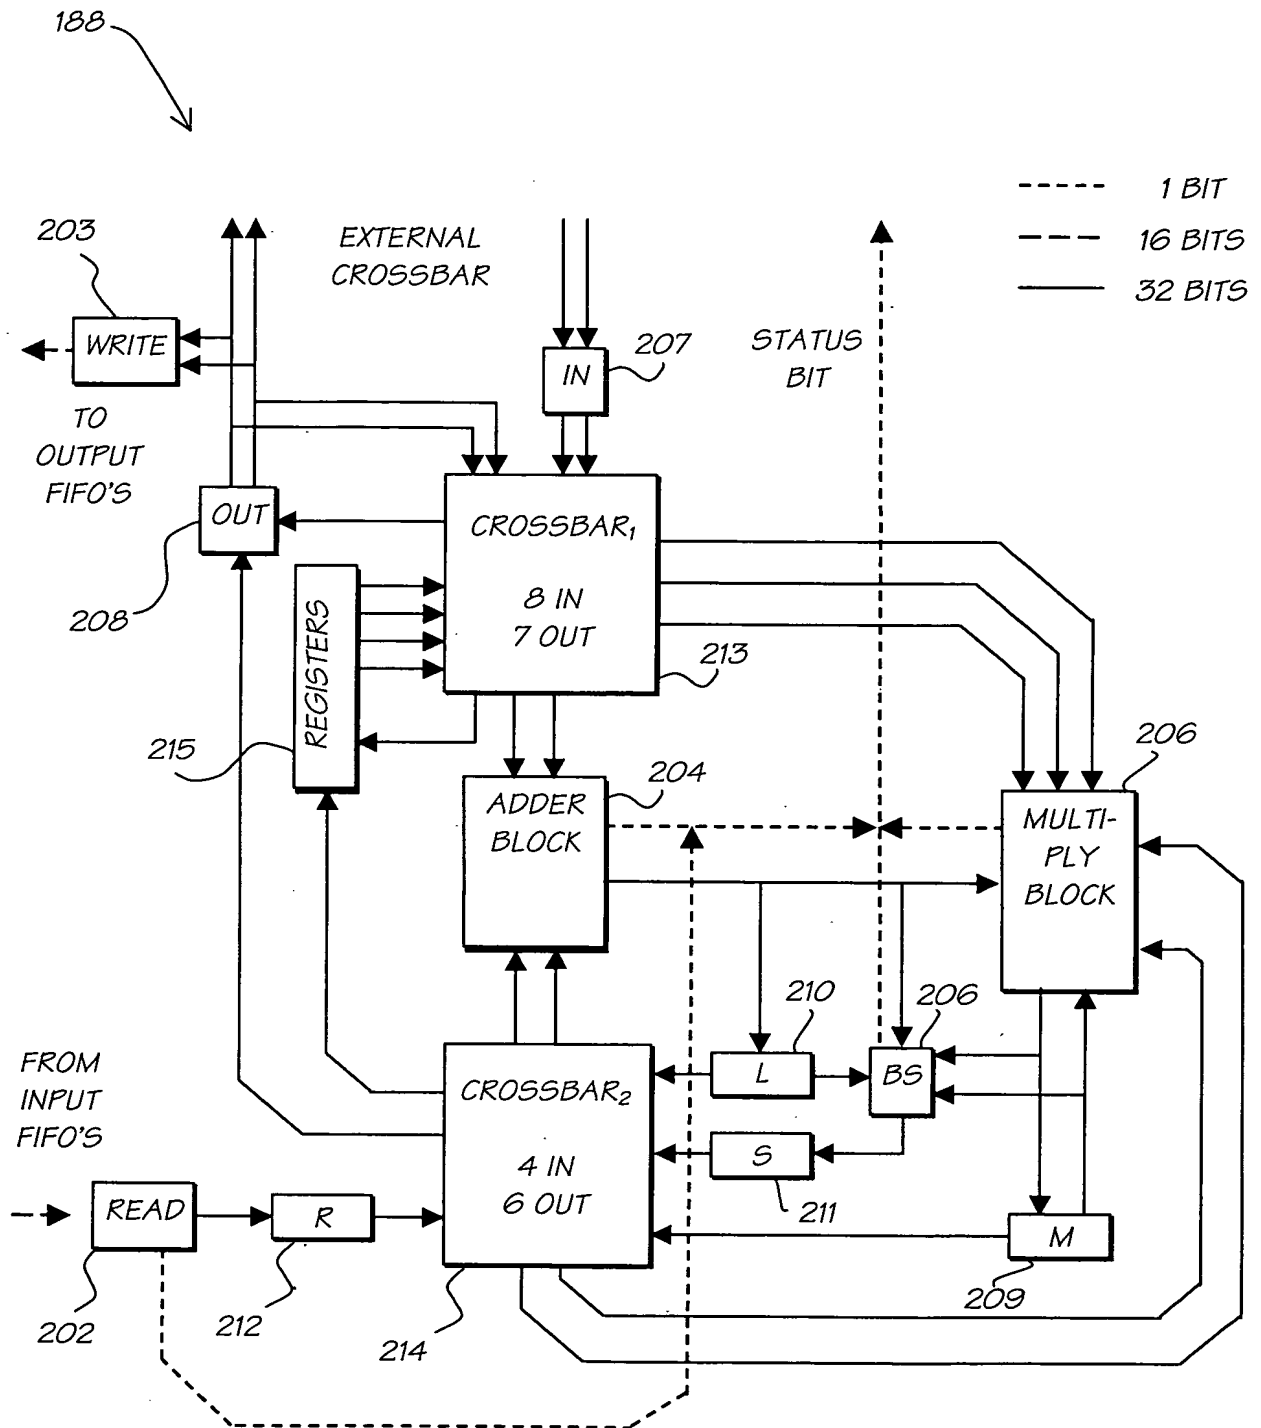 188
1 BIT
16 BITS
32 BITS
203
EXTERNAL
CROSSBAR
WRITE
STATUS
BIT
207
IN
TO
OUTPUT
FIFO'S
OUT
208
CROSSBAR1
8 IN
7 OUT
213
REGISTERS
215
204
ADDER
BLOCK
206
MULTI-
PLY
BLOCK
210
206
L
BS
FROM
INPUT
FIFO'S
CROSSBAR2
4 IN
6 OUT
S
211
READ
R
M
209
202
212
214